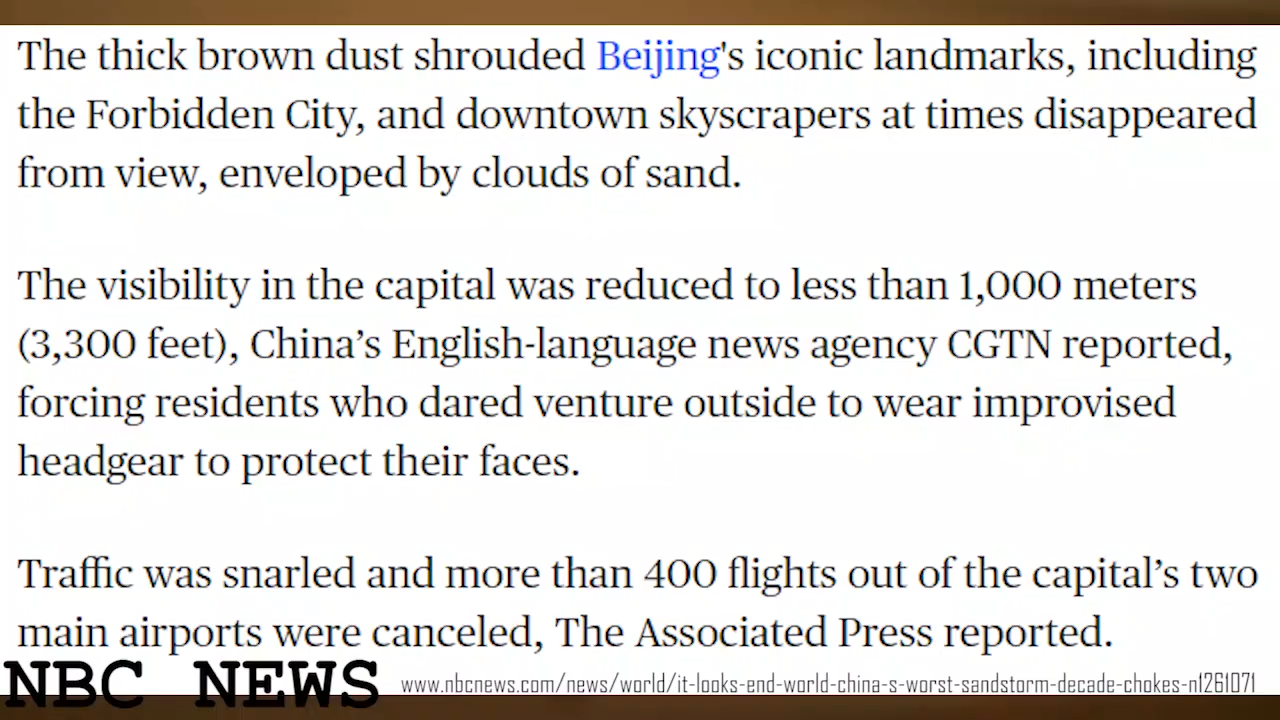 The thick brown dust shrouded Beijing's iconic landmarks, including
the Forbidden City, and downtown skyscrapers at times disappeared
from view, enveloped by clouds of sand.
The visibility in the capital was reduced to less than 1,000 meters
(3,300 feet), China’s English-language news agency CGTN reported,
forcing residents who dared venture outside to wear improvised
headgear to protect their faces.
Traffic was snarled and more than 400 flights out of the capital’s two
main airports were canceled, The Associated Press reported.
NBC NEWS www.nbcnews.com/news/world/it-looks-end-world-china-s-worst-sandstorm-decade-chokes-n1261071